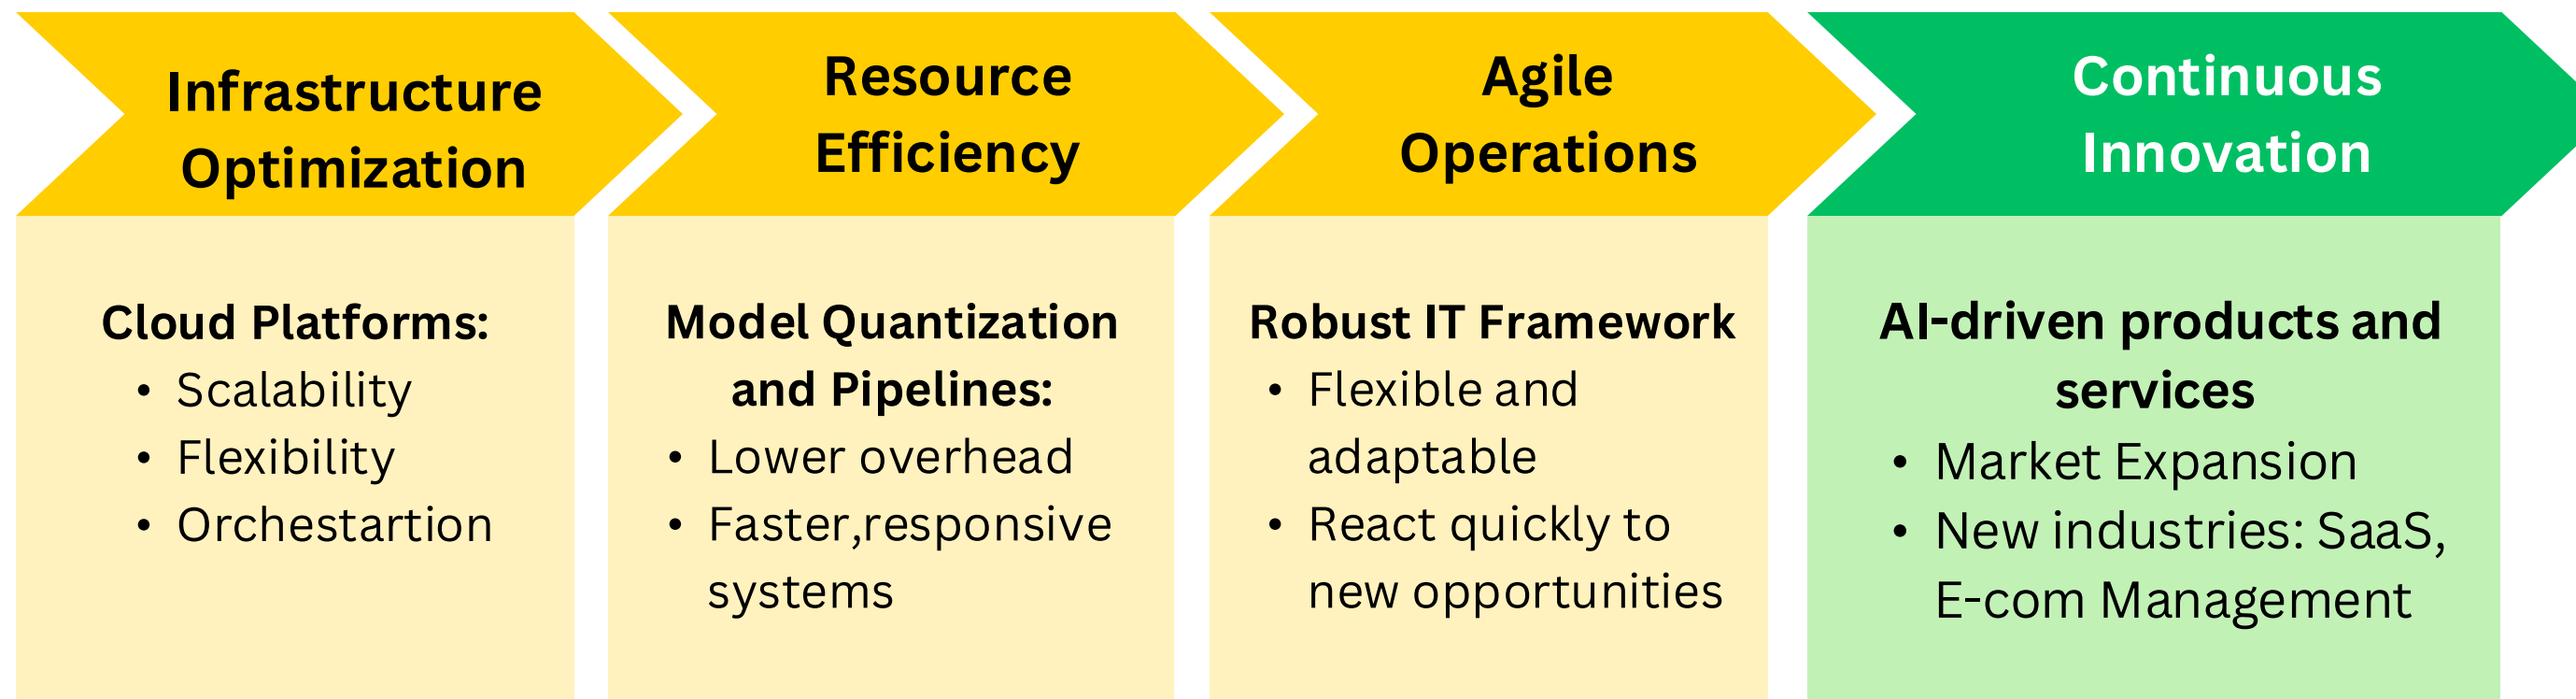 Infrastructure
Optimization
Cloud Platforms:
• Scalability
• Flexibility
• Orchestartion
Resource
Efficiency
Model Quantization
and Pipelines:
• Lower overhead
• Faster,responsive
systems
Agile
Operations
Robust IT Framework
• Flexible and
adaptable
• React quickly to
new opportunities
Continuous
Innovation
AI-driven products and
services
• Market Expansion
• New industries: SaaS,
E-com Management